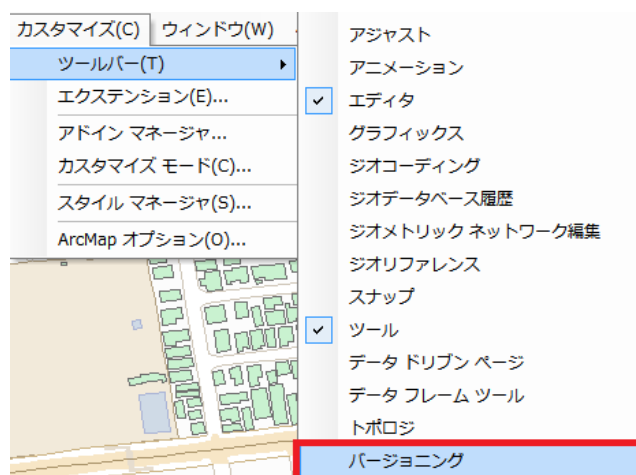 カスタマイズ(C) ウィンドウ(W)
ツールバー(T)
エクステンション(E)...
アドイン マネージャ...
カスタマイズ モード(C)...
スタイル マネージャ(S)...
ArcMap オプション(O)...
アジャスト
アニメーション
エディタ
グラフィックス
ジオコーディング
ジオデータベース履歴
ジオメトリック ネットワーク編集
ジオリファレンス
スナップ
ツール
データ ドリブン ページ
データ フレーム ツール
トポロジ
バージョニング